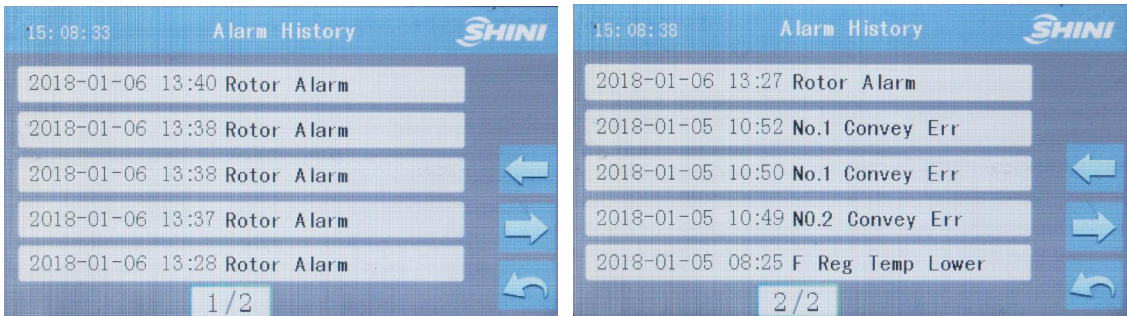 15:08:33 Alarm History SHINI
2018-01-06 13:40 Rotor Alarm
2018-01-06 13:38 Rotor Alarm
2018-01-06 13:38 Rotor Alarm
2018-01-06 13:37 Rotor Alarm
2018-01-06 13:28 Rotor Alarm
1/2
15:08:38 Alarm History SHINI
2018-01-06 13:27 Rotor Alarm
2018-01-05 10:52 No.1 Convey Err
2018-01-05 10:50 No.1 Convey Err
2018-01-05 10:49 NO.2 Convey Err
2018-01-05 08:25 F Reg Temp Lower
2/2